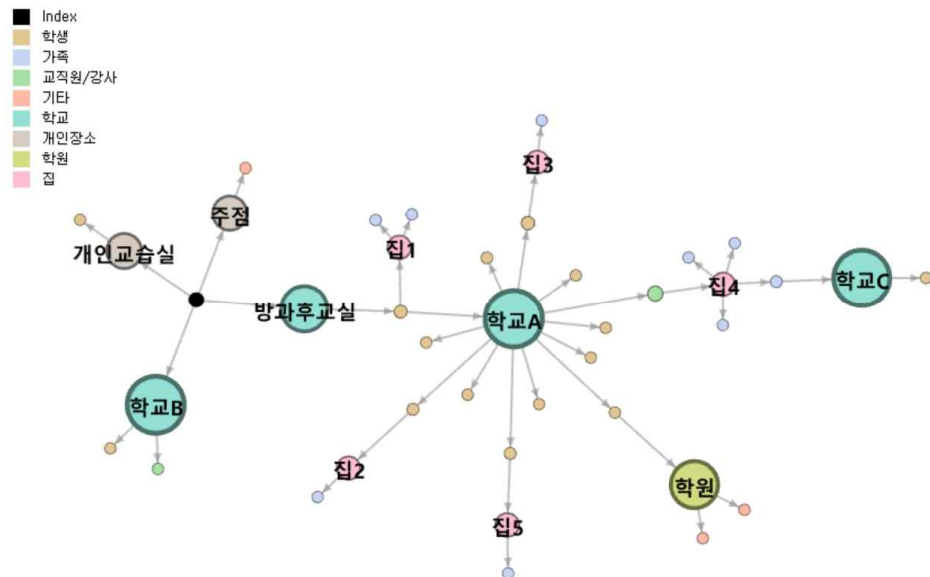 Index
학생
가족
교직원/강사
기타
학교
개인장소
학원
집
집3
주점
개인교습실
집1
집4
학교C
방과후교실
학교A
학교B
집2
학원
집5